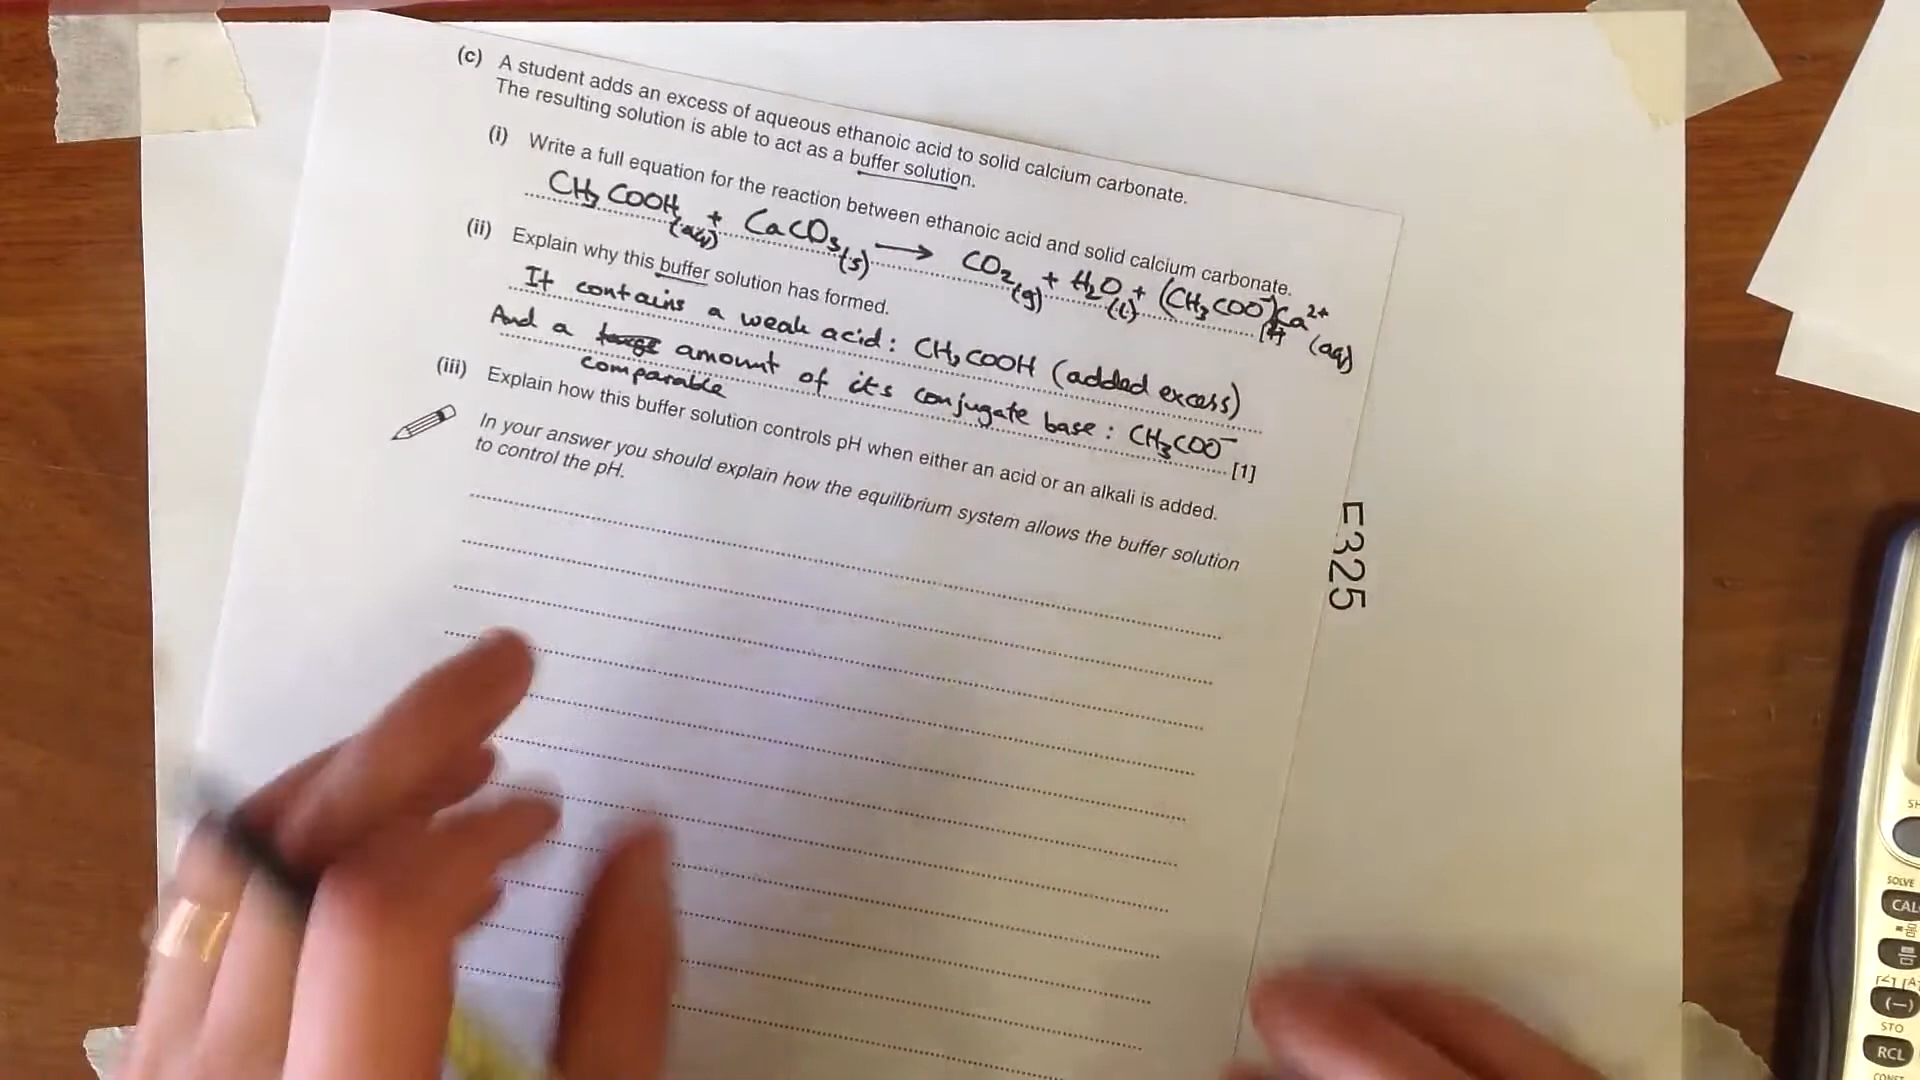 (c) A student adds an excess of aqueous ethanoic acid to solid calcium carbonate.
The resulting solution is able to act as a buffer solution.
(i) Write a full equation for the reaction between ethanoic acid and solid calcium carbonate.
CH₃COOH(aq) + CaCO₃(s) → CO₂(g) + H₂O(l) + (CH₃COO⁻)Ca²⁺(aq)
(ii) Explain why this buffer solution has formed.
It contains a weak acid: CH₃COOH (added excess)
And a amount of its conjugate base: CH₃COO⁻
comparable
[1]
(iii) Explain how this buffer solution controls pH when either an acid or an alkali is added.
In your answer you should explain how the equilibrium system allows the buffer solution
to control the pH.
325
SOLVE
CAL
(−)
STO
RCL